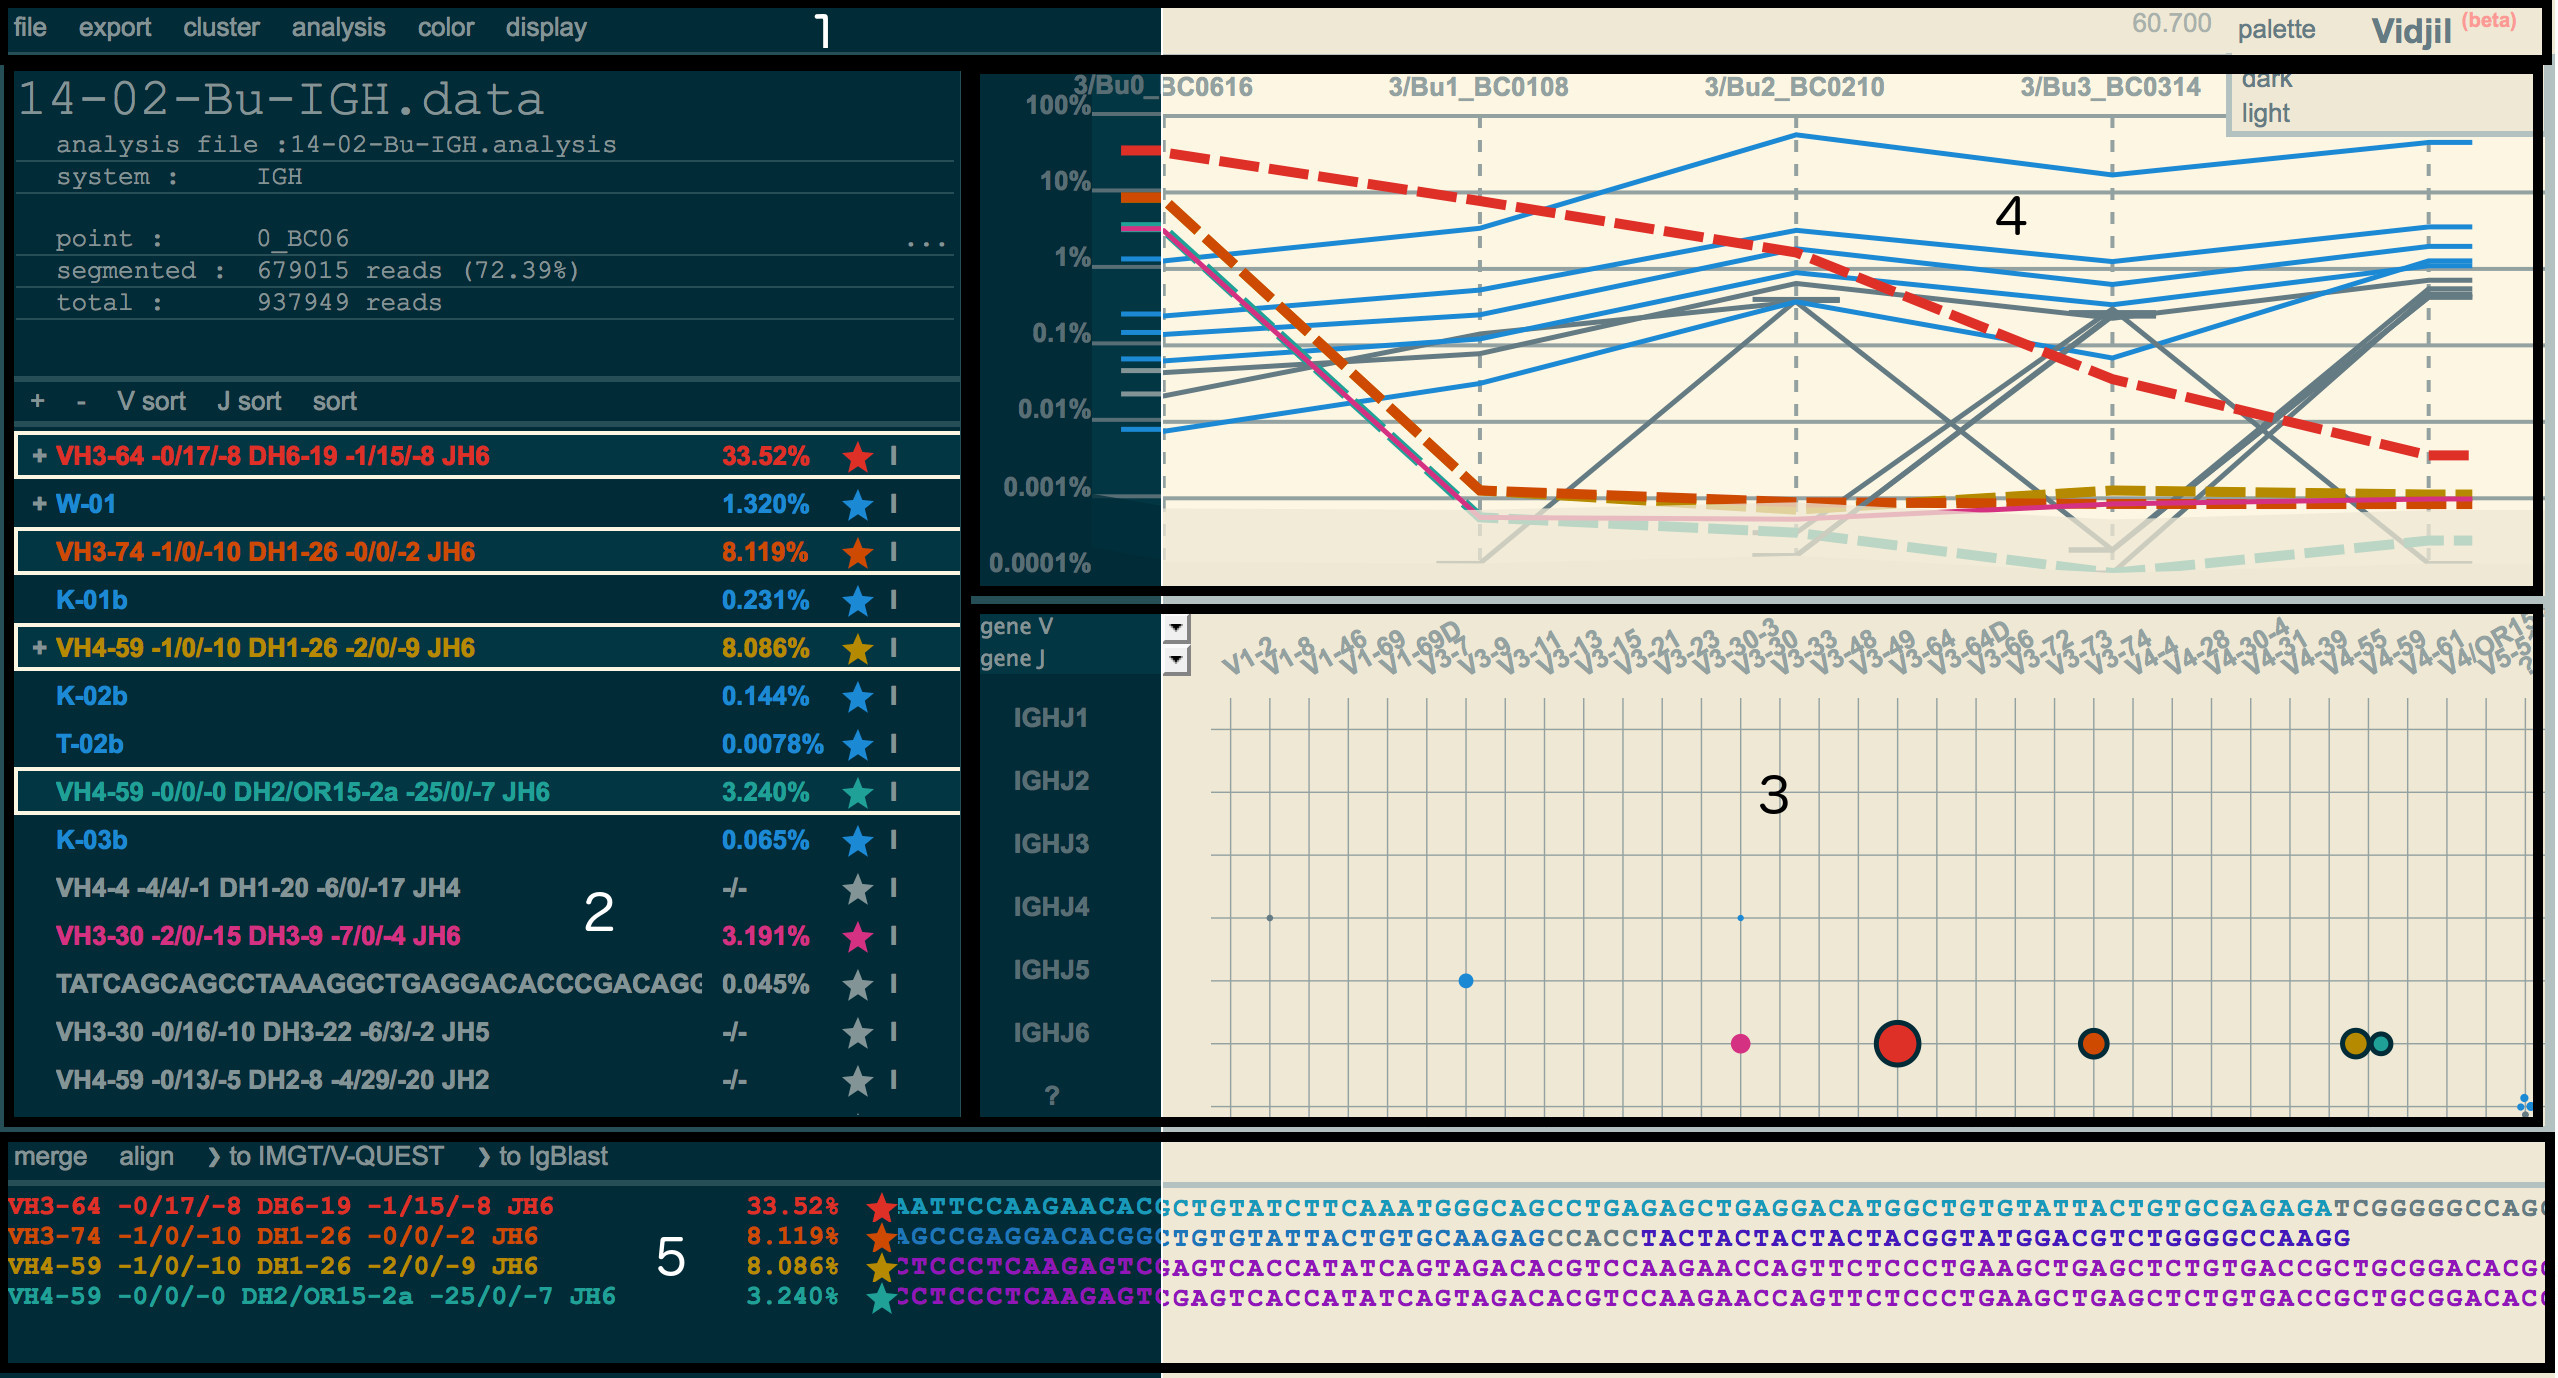 file export cluster analysis color display 1 60.700 palette Vidjil (beta)
dark
light
14-02-Bu-IGH.data
analysis file :14-02-Bu-IGH.analysis
system : IGH
point : 0_BC06 ...
segmented : 679015 reads (72.39%)
total : 937949 reads
+ - V sort J sort sort
+ VH3-64 -0/17/-8 DH6-19 -1/15/-8 JH6 33.52% ★ I
+ W-01 1.320% ★ I
VH3-74 -1/0/-10 DH1-26 -0/0/-2 JH6 8.119% ★ I
K-01b 0.231% ★ I
+ VH4-59 -1/0/-10 DH1-26 -2/0/-9 JH6 8.086% ★ I
K-02b 0.144% ★ I
T-02b 0.0078% ★ I
VH4-59 -0/0/-0 DH2/OR15-2a -25/0/-7 JH6 3.240% ★ I
K-03b 0.065% ★ I
VH4-4 -4/4/-1 DH1-20 -6/0/-17 JH4 -/- ★ I
2
VH3-30 -2/0/-15 DH3-9 -7/0/-4 JH6 3.191% ★ I
TATCAGCAGCCTAAAGGCTGAGGACACCCGACAGG 0.045% ★ I
VH3-30 -0/16/-10 DH3-22 -6/3/-2 JH5 -/- ★ I
VH4-59 -0/13/-5 DH2-8 -4/29/-20 JH2 -/- ★ I
3/Bu0_BC0616 3/Bu1_BC0108 3/Bu2_BC0210 3/Bu3_BC0314
100%
10%
4
1%
0.1%
0.01%
0.001%
0.0001%
gene V
gene J
V1-2 V1-8 V1-46 V1-69 V1-69D V3-7 V3-9 V3-11 V3-13 V3-15 V3-21 V3-23 V3-30-3 V3-30 V3-33 V3-48 V3-49 V3-64 V3-64D V3-66 V3-72 V3-73 V3-74 V4-4 V4-28 V4-30-4 V4-31 V4-39 V4-55 V4-59 V4-61
IGHJ1
IGHJ2
3
IGHJ3
IGHJ4
IGHJ5
IGHJ6
?
merge align ❯ to IMGT/V-QUEST ❯ to IgBlast
VH3-64 -0/17/-8 DH6-19 -1/15/-8 JH6 33.52% ★ AATTCCAAGAACACGCTGTATCTTCAAATGGGCAGCCTGAGAGCTGAGGACATGGCTGTGTATTACTGTGCGAGAGATCGGGGGCCAG
VH3-74 -1/0/-10 DH1-26 -0/0/-2 JH6 8.119% ★ AGCCGAGGACACGGCTGTGTATTACTGTGCAAGAGCCACCTACTACTACTACTACGGTATGGACGTCTGGGGCCAAGG
VH4-59 -1/0/-10 DH1-26 -2/0/-9 JH6 8.086% ★ CTCCCTCAAGAGTCGAGTCACCATATCAGTAGACACGTCCAAGAACCAGTTCTCCCTGAAGCTGAGCTCTGTGACCGCTGCGGACACG
5
VH4-59 -0/0/-0 DH2/OR15-2a -25/0/-7 JH6 3.240% ★ CCTCCCTCAAGAGTCGAGTCACCATATCAGTAGACACGTCCAAGAACCAGTTCTCCCTGAAGCTGAGCTCTGTGACCGCTGCGGACAC